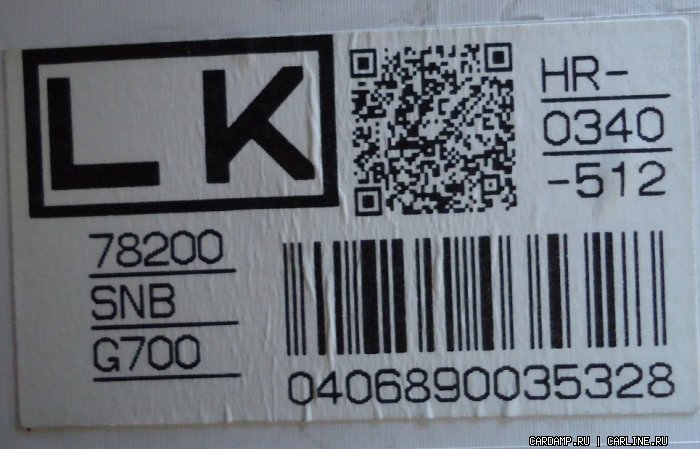 LK
HR-
0340
-512
78200
SNB
G700
0406890035328
CARDAMP.RU | CARLINE.RU